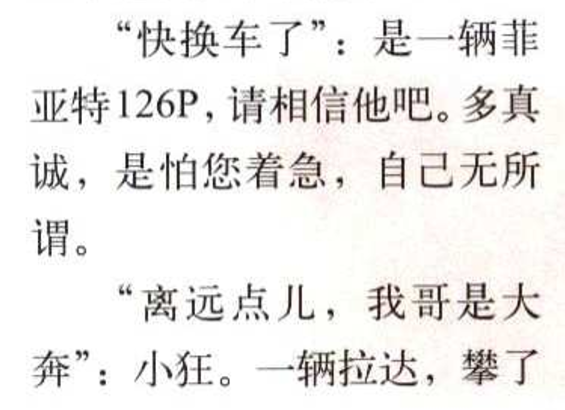 “快换车了”：是一辆菲
亚特126P，请相信他吧。多真
诚，是怕您着急，自己无所
谓。
“离远点儿，我哥是大
奔”：小狂。一辆拉达，攀了